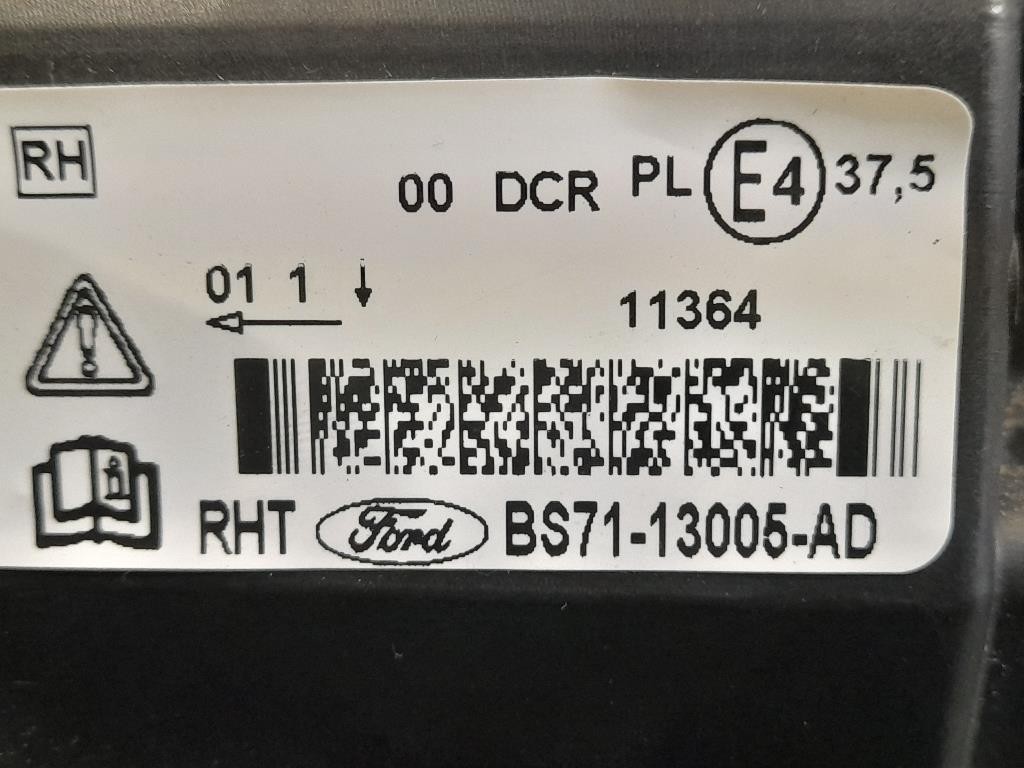 RH
00 DCR PL E4 37,5
01 1
11364
RHT Ford BS71-13005-AD